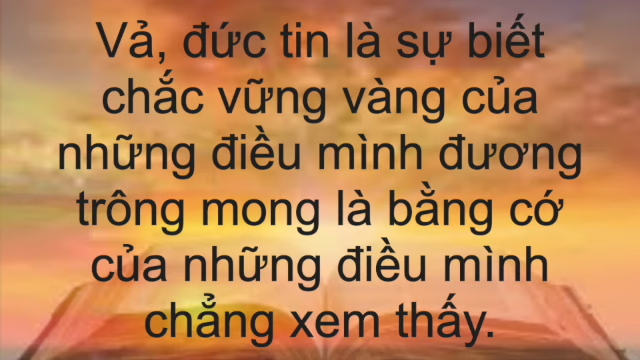 Vả, đức tin là sự biết
chắc vững vàng của
những điều mình đương
trông mong là bằng cớ
của những điều mình
chẳng xem thấy.